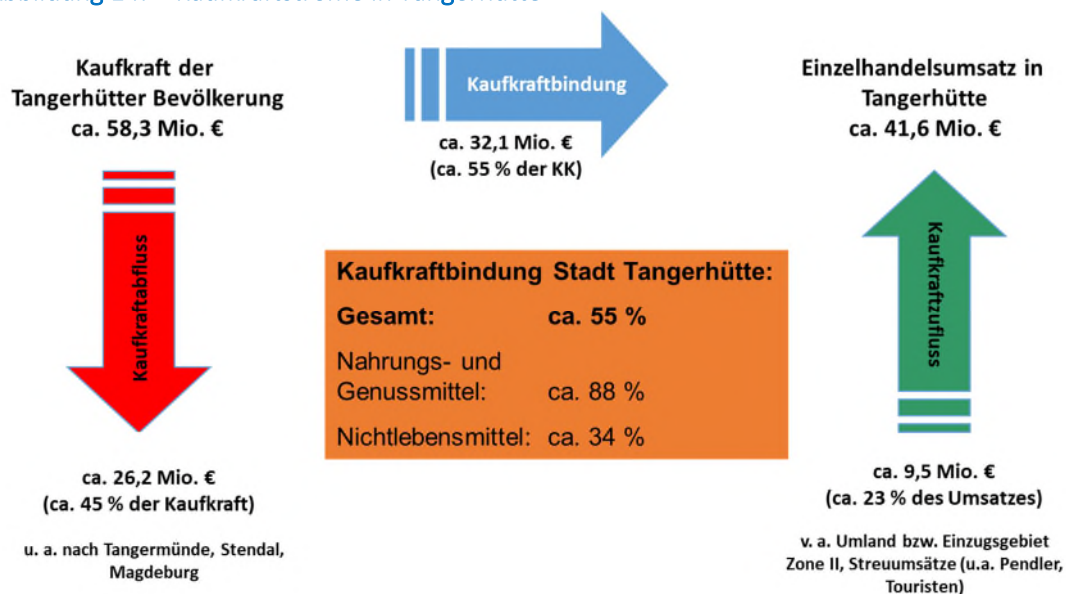 Kaufkraft der
Tangerhütter Bevölkerung
ca. 58,3 Mio. €
Kaufkraftbindung
ca. 32,1 Mio. €
(ca. 55 % der KK)
Einzelhandelsumsatz in
Tangerhütte
ca. 41,6 Mio. €
Kaufkraftabfluss
Kaufkraftbindung Stadt Tangerhütte:
Gesamt: ca. 55 %
Nahrungs- und
Genussmittel: ca. 88 %
Nichtlebensmittel: ca. 34 %
Kaufkraftzufluss
ca. 26,2 Mio. €
(ca. 45 % der Kaufkraft)
u. a. nach Tangermünde, Stendal,
Magdeburg
ca. 9,5 Mio. €
(ca. 23 % des Umsatzes)
v. a. Umland bzw. Einzugsgebiet
Zone II, Streuumsätze (u.a. Pendler,
Touristen)